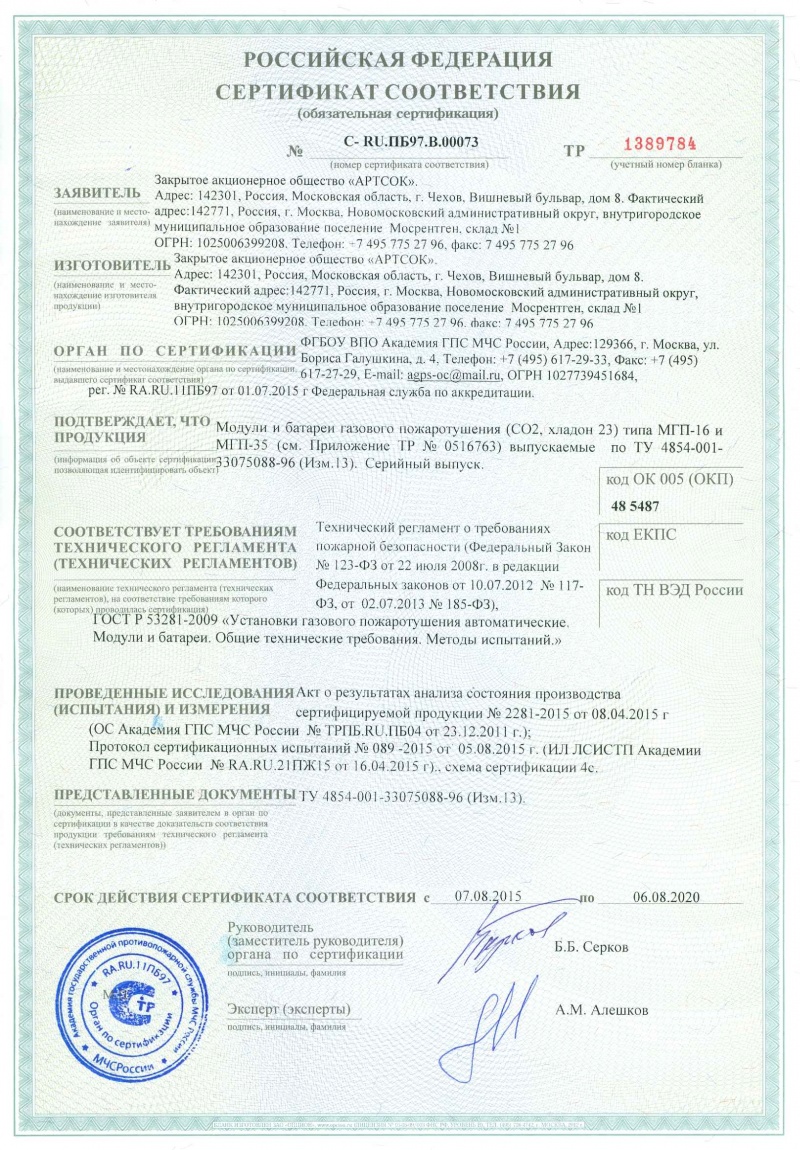 РОССИЙСКАЯ ФЕДЕРАЦИЯ
СЕРТИФИКАТ СООТВЕТСТВИЯ
(обязательная сертификация)
№ С- RU.ПБ97.В.00073
(номер сертификата соответствия)
ТР 1389784
(учетный номер бланка)
ЗАЯВИТЕЛЬ
(наименование и место-
нахождение заявителя)
Закрытое акционерное общество «АРТСОК».
Адрес: 142301, Россия, Московская область, г. Чехов, Вишневый бульвар, дом 8. Фактический
адрес:142771, Россия, г. Москва, Новомосковский административный округ, внутригородское
муниципальное образование поселение Мосрентген, склад №1
ОГРН: 1025006399208. Телефон: +7 495 775 27 96, факс: 7 495 775 27 96
ИЗГОТОВИТЕЛЬ
(наименование и место-
нахождение изготовителя
продукции)
Закрытое акционерное общество «АРТСОК».
Адрес: 142301, Россия, Московская область, г. Чехов, Вишневый бульвар, дом 8.
Фактический адрес:142771, Россия, г. Москва, Новомосковский административный округ,
внутригородское муниципальное образование поселение Мосрентген, склад №1
ОГРН: 1025006399208. Телефон: +7 495 775 27 96. факс: 7 495 775 27 96
ОРГАН ПО СЕРТИФИКАЦИИ
(наименование и местонахождение органа по сертификации,
выдавшего сертификат соответствия)
ФГБОУ ВПО Академия ГПС МЧС России, Адрес:129366, г. Москва, ул.
Бориса Галушкина, д. 4, Телефон: +7 (495) 617-29-33, Факс: +7 (495)
617-27-29, E-mail: agps-oc@mail.ru, ОГРН 1027739451684,
рег. № RA.RU.11ПБ97 от 01.07.2015 г Федеральная служба по аккредитации.
ПОДТВЕРЖДАЕТ, ЧТО
ПРОДУКЦИЯ
(информация об объекте сертификации,
позволяющая идентифицировать объект)
Модули и батареи газового пожаротушения (СО2, хладон 23) типа МГП-16 и
МГП-35 (см. Приложение ТР № 0516763) выпускаемые по ТУ 4854-001-
33075088-96 (Изм.13). Серийный выпуск.
код ОК 005 (ОКП)
48 5487
код ЕКПС
код ТН ВЭД России
СООТВЕТСТВУЕТ ТРЕБОВАНИЯМ
ТЕХНИЧЕСКОГО РЕГЛАМЕНТА
(ТЕХНИЧЕСКИХ РЕГЛАМЕНТОВ)
(наименование технического регламента (технических
регламентов), на соответствие требованиям которого
(которых) проводилась сертификация)
Технический регламент о требованиях
пожарной безопасности (Федеральный Закон
№ 123-ФЗ от 22 июля 2008г. в редакции
Федеральных законов от 10.07.2012 № 117-
ФЗ, от 02.07.2013 № 185-ФЗ),
ГОСТ Р 53281-2009 «Установки газового пожаротушения автоматические.
Модули и батареи. Общие технические требования. Методы испытаний.»
ПРОВЕДЕННЫЕ ИССЛЕДОВАНИЯ
(ИСПЫТАНИЯ) И ИЗМЕРЕНИЯ
Акт о результатах анализа состояния производства
сертифицируемой продукции № 2281-2015 от 08.04.2015 г
(ОС Академия ГПС МЧС России № ТРПБ.RU.ПБ04 от 23.12.2011 г.);
Протокол сертификационных испытаний № 089 -2015 от 05.08.2015 г. (ИЛ ЛСИСТП Академии
ГПС МЧС России № RA.RU.21ПЖ15 от 16.04.2015 г)., схема сертификации 4с.
ПРЕДСТАВЛЕННЫЕ ДОКУМЕНТЫ
(документы, представленные заявителем в орган по
сертификации в качестве доказательств соответствия
продукции требованиям технического регламента
(технических регламентов))
ТУ 4854-001-33075088-96 (Изм.13).
СРОК ДЕЙСТВИЯ СЕРТИФИКАТА СООТВЕТСТВИЯ с 07.08.2015 по 06.08.2020
Руководитель
(заместитель руководителя)
органа по сертификации
подпись, инициалы, фамилия
Б.Б. Серков
Эксперт (эксперты)
подпись, инициалы, фамилия
А.М. Алешков
Академия государственной противопожарной службы МЧС России
RA.RU.11ПБ97
ТР
Орган по сертификации
МЧС России